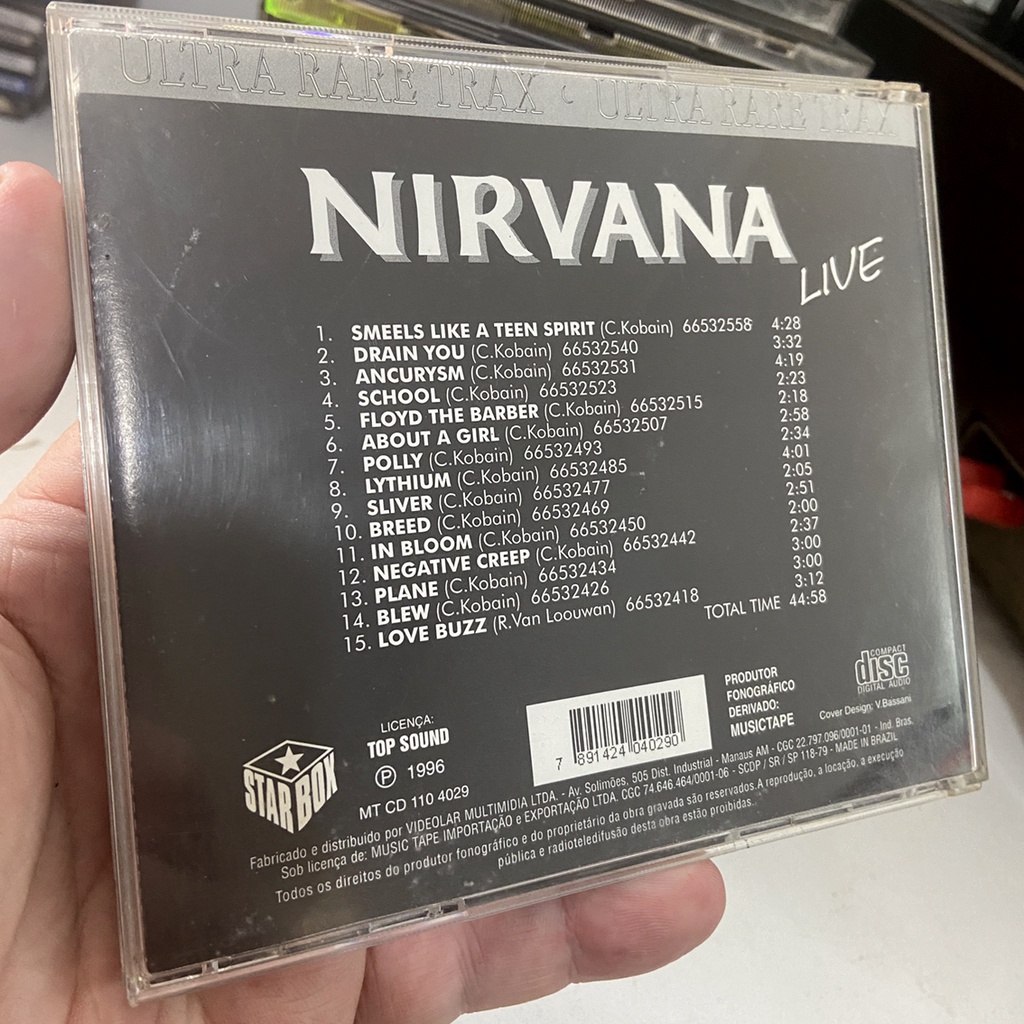 ULTRA RARE TRAX · ULTRA RARE TRAX
NIRVANA
LIVE
1. SMEELS LIKE A TEEN SPIRIT (C.Kobain) 66532558 4:28
2. DRAIN YOU (C.Kobain) 66532540 3:32
3. ANCURYSM (C.Kobain) 66532531 4:19
4. SCHOOL (C.Kobain) 66532523 2:23
5. FLOYD THE BARBER (C.Kobain) 66532515 2:18
6. ABOUT A GIRL (C.Kobain) 66532507 2:58
7. POLLY (C.Kobain) 66532493 2:34
8. LYTHIUM (C.Kobain) 66532485 4:01
9. SLIVER (C.Kobain) 66532477 2:05
10. BREED (C.Kobain) 66532469 2:51
11. IN BLOOM (C.Kobain) 66532450 2:00
12. NEGATIVE CREEP (C.Kobain) 66532442 2:37
13. PLANE (C.Kobain) 66532434 3:00
14. BLEW (C.Kobain) 66532426 3:00
15. LOVE BUZZ (R.Van Loouwan) 66532418 3:12
TOTAL TIME 44:58
STAR BOX
LICENÇA:
TOP SOUND
℗ 1996
MT CD 110 4029
7 891424 040290
PRODUTOR
FONOGRÁFICO
DERIVADO:
MUSICTAPE
COMPACT
disc
DIGITAL AUDIO
Cover Design: V.Bassani
Fabricado e distribuido por VIDEOLAR MULTIMIDIA LTDA. - Av. Solimões, 505 Dist. Industrial - Manaus AM - CGC 22.797.096/0001-01 - Ind. Bras.
Sob licença de: MUSIC TAPE IMPORTAÇÃO e EXPORTAÇÃO LTDA. CGC 74.646.464/0001-06 - SCDP / SR / SP 118-79 - MADE IN BRAZIL
Todos os direitos do produtor fonográfico e do proprietário da obra gravada são reservados.A reprodução, a locação, a execução
pública e radioteledifusão desta obra estão proibidas..